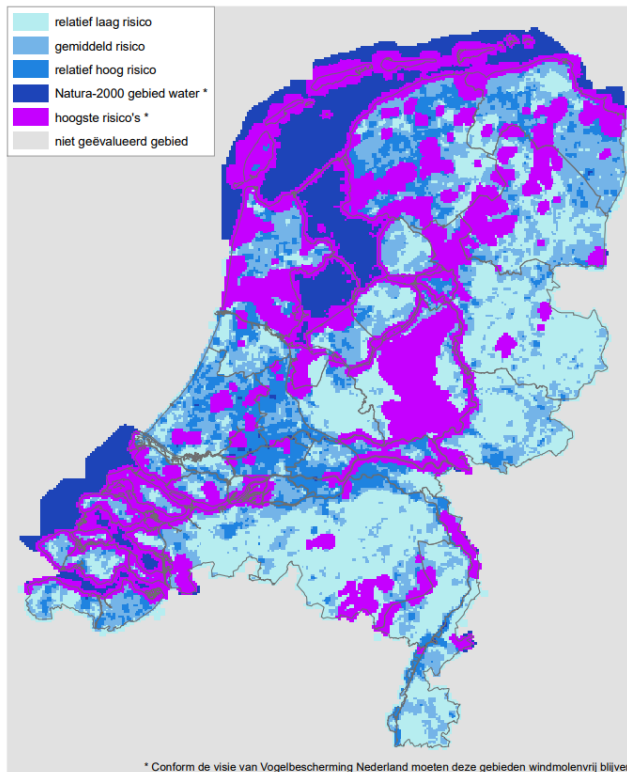 relatief laag risico
gemiddeld risico
relatief hoog risico
Natura-2000 gebied water *
hoogste risico's *
niet geëvalueerd gebied
* Conform de visie van Vogelbescherming Nederland moeten deze gebieden windmolenvrij blijven